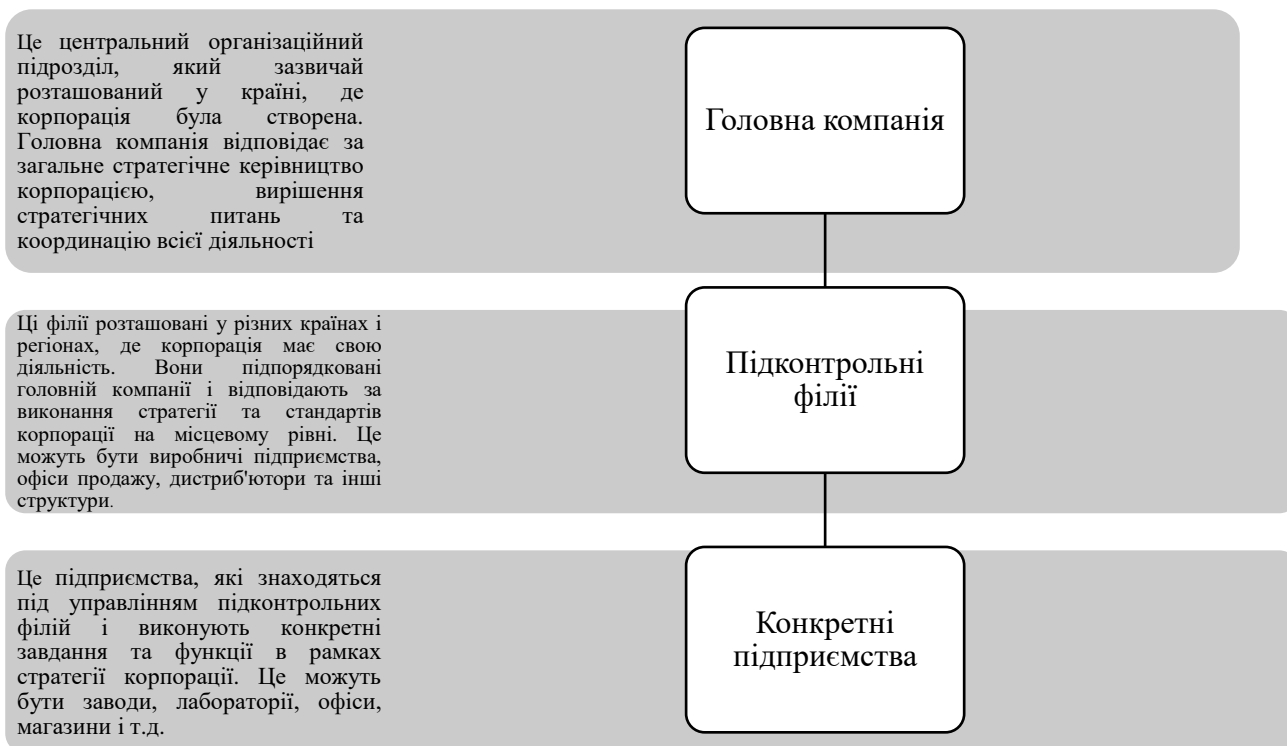 Це центральний організаційний
підрозділ, який зазвичай
розташований у країні, де
корпорація була створена.
Головна компанія відповідає за
загальне стратегічне керівництво
корпорацією, вирішення
стратегічних питань та
координацію всієї діяльності
Головна компанія
Ці філії розташовані у різних країнах і
регіонах, де корпорація має свою
діяльність. Вони підпорядковані
головній компанії і відповідають за
виконання стратегії та стандартів
корпорації на місцевому рівні. Це
можуть бути виробничі підприємства,
офіси продажу, дистриб'ютори та інші
структури.
Підконтрольні
філії
Це підприємства, які знаходяться
під управлінням підконтрольних
філій і виконують конкретні
завдання та функції в рамках
стратегії корпорації. Це можуть
бути заводи, лабораторії, офіси,
магазини і т.д.
Конкретні
підприємства